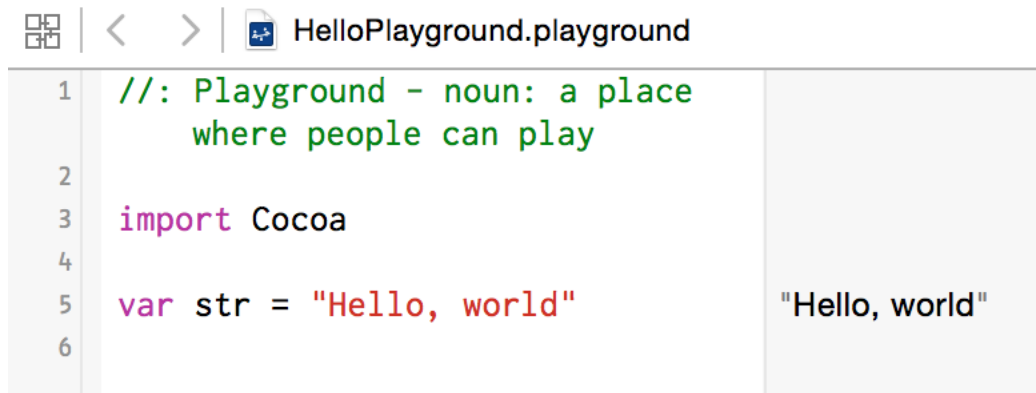 HelloPlayground.playground
1 //: Playground - noun: a place
where people can play
2
3 import Cocoa
4
5 var str = "Hello, world" "Hello, world"
6